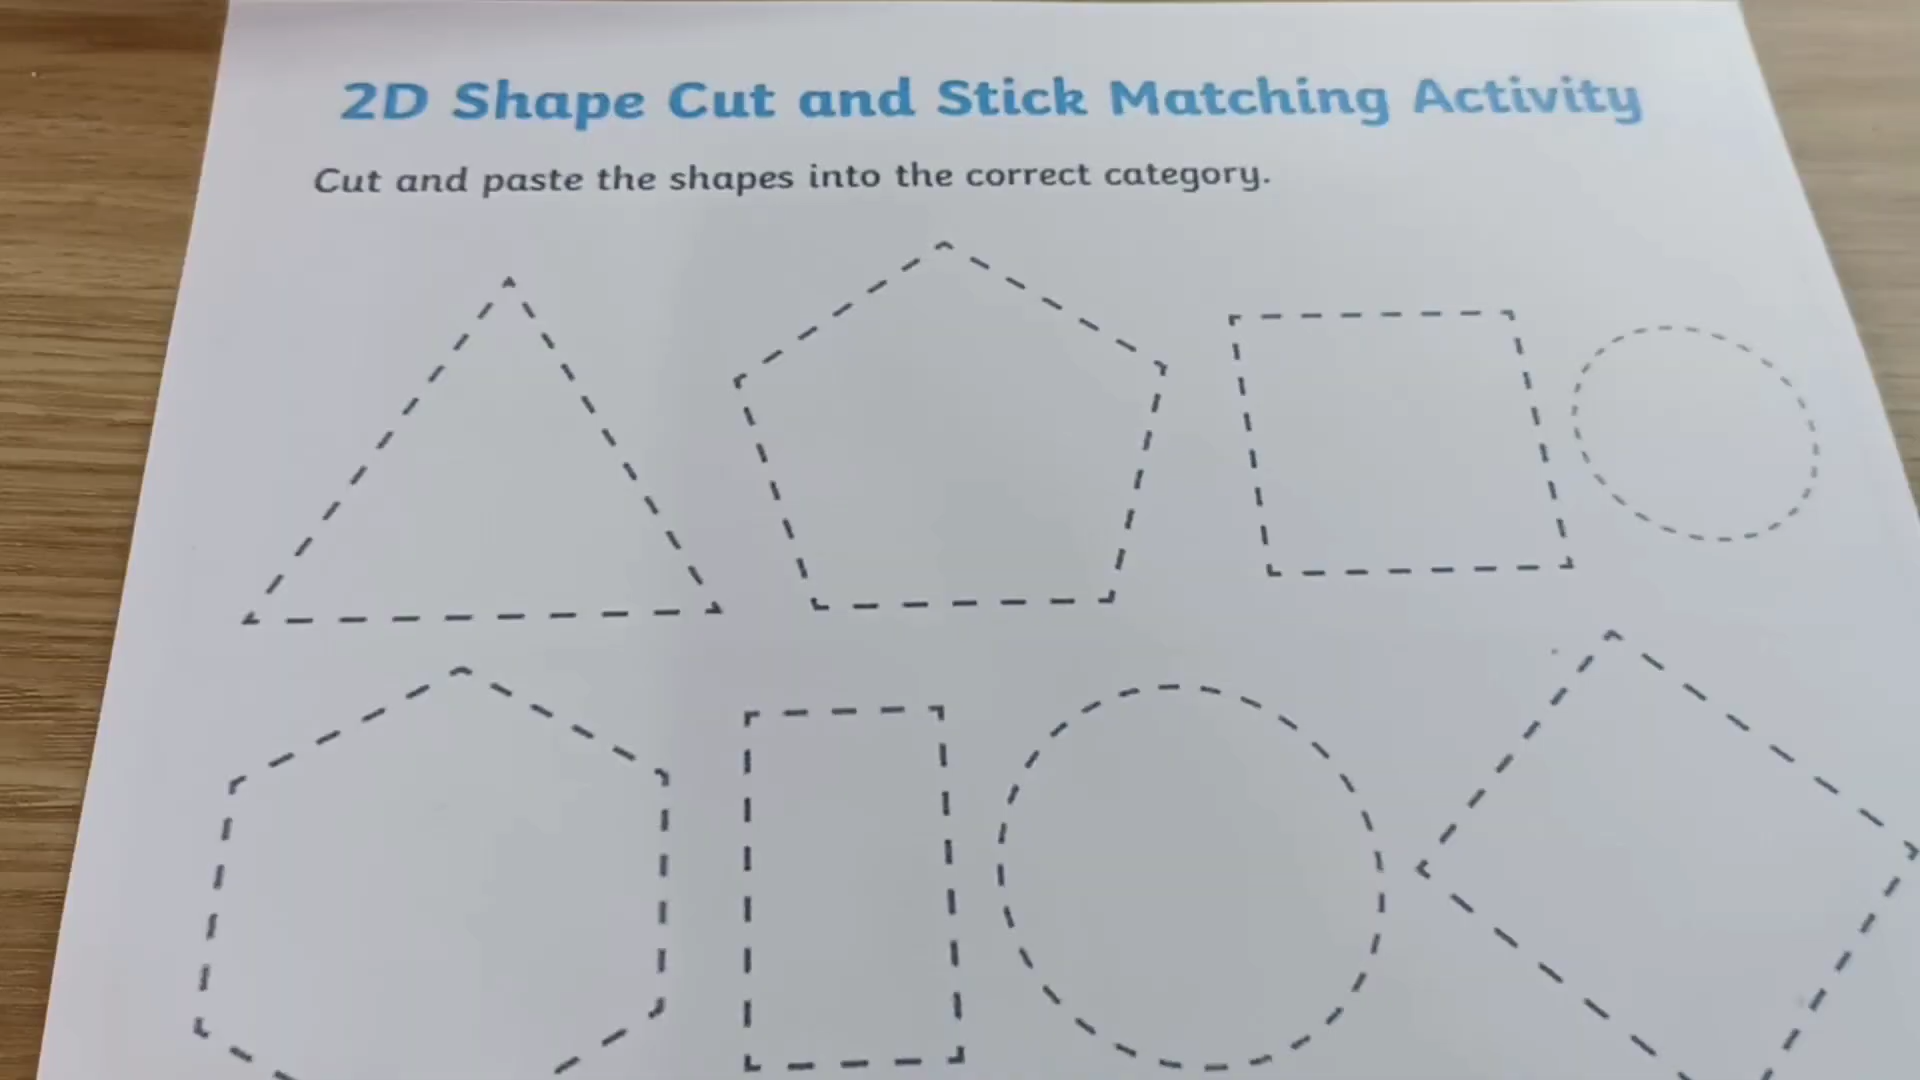 2D Shape Cut and Stick Matching Activity
Cut and paste the shapes into the correct category.